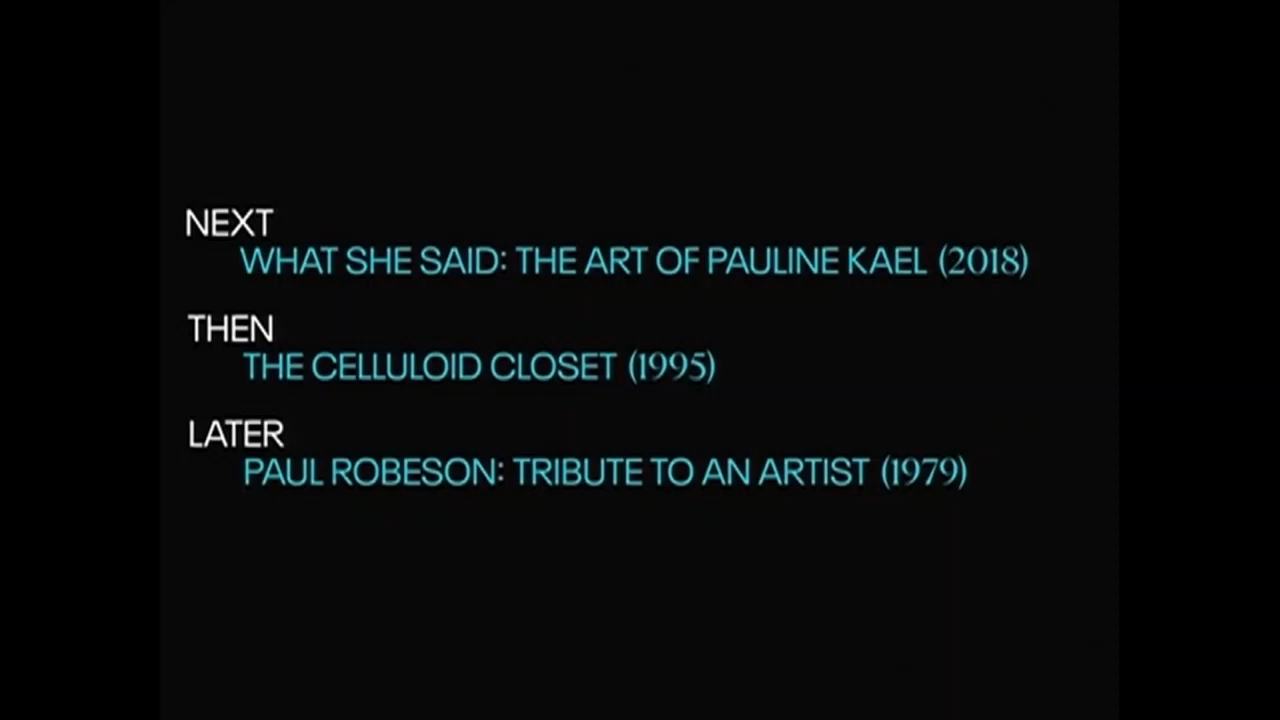 NEXT
WHAT SHE SAID: THE ART OF PAULINE KAEL (2018)
THEN
THE CELLULOID CLOSET (1995)
LATER
PAUL ROBESON: TRIBUTE TO AN ARTIST (1979)